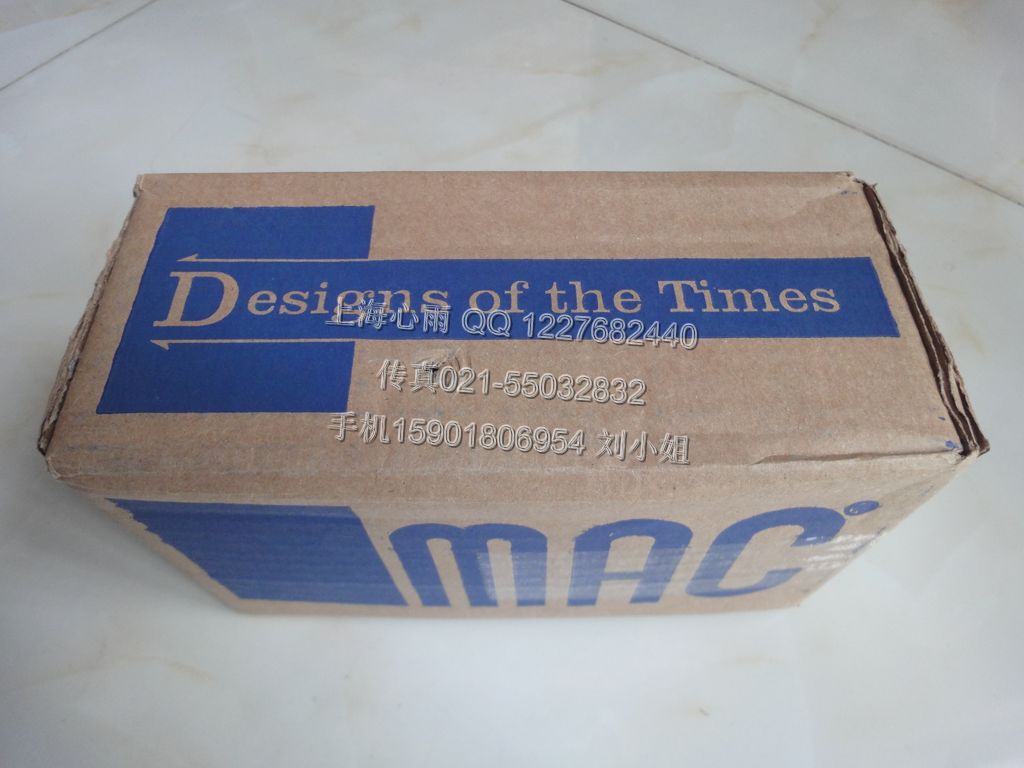 Designs of the Times
上海心雨 QQ 1227682440
传真021-55032832
手机15901806954 刘小姐
MAC